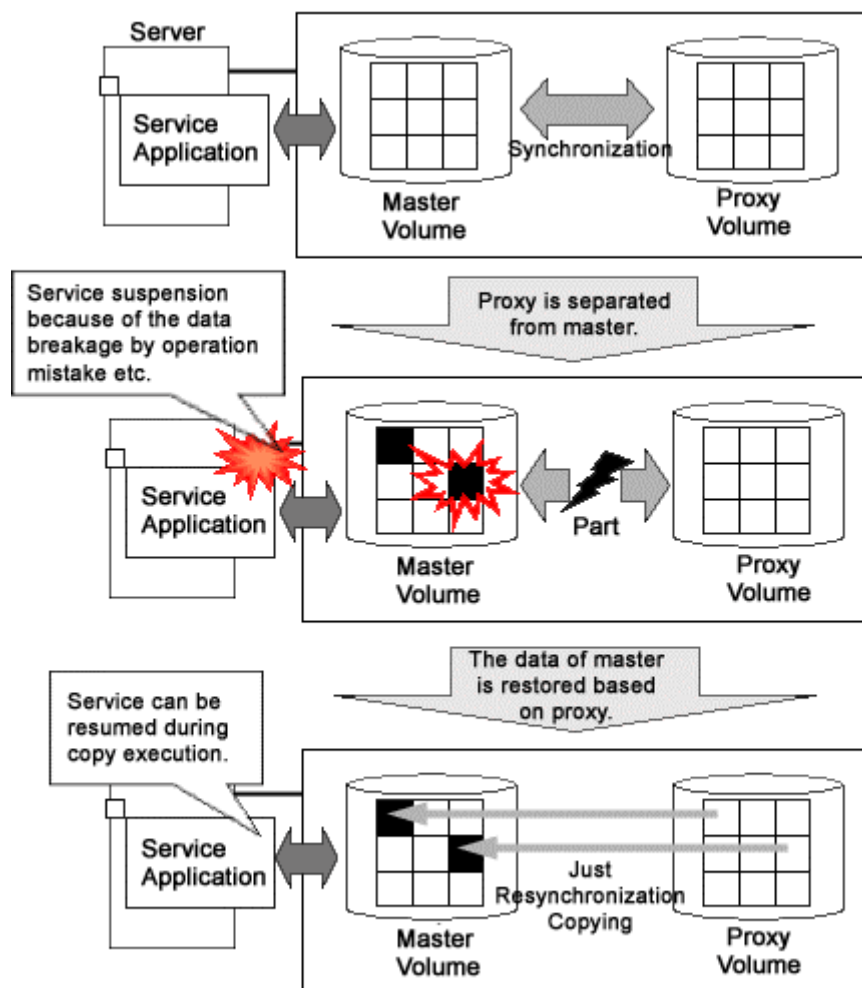 Server
Service
Application
Synchronization
Master
Volume
Proxy
Volume
Service suspension
because of the data
breakage by operation
mistake etc.
Proxy is separated
from master.
Service
Application
Part
Master
Volume
Proxy
Volume
The data of master
is restored based
on proxy.
Service can be
resumed during
copy execution.
Service
Application
Just
Resynchronization
Copying
Master
Volume
Proxy
Volume